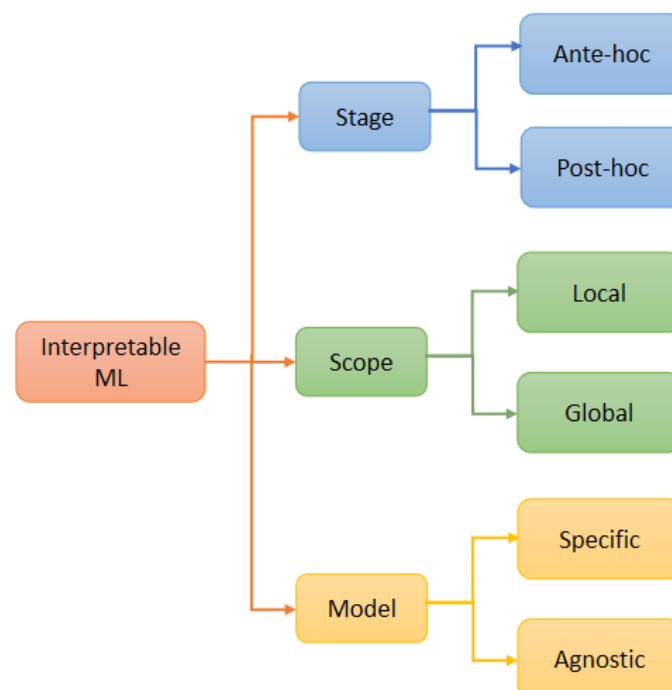 Ante-hoc
Stage
Post-hoc
Local
Interpretable
ML
Scope
Global
Specific
Model
Agnostic